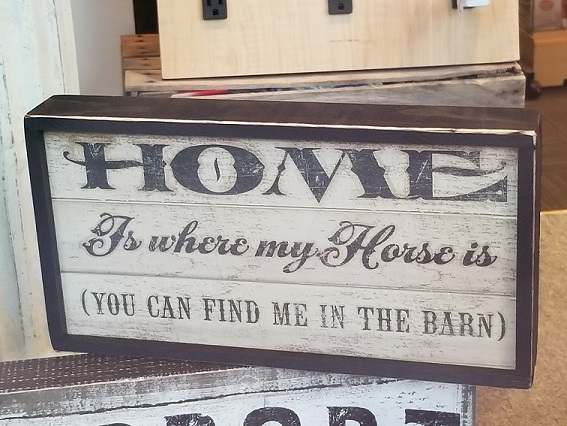 HOME
Is where my Horse is
(YOU CAN FIND ME IN THE BARN)